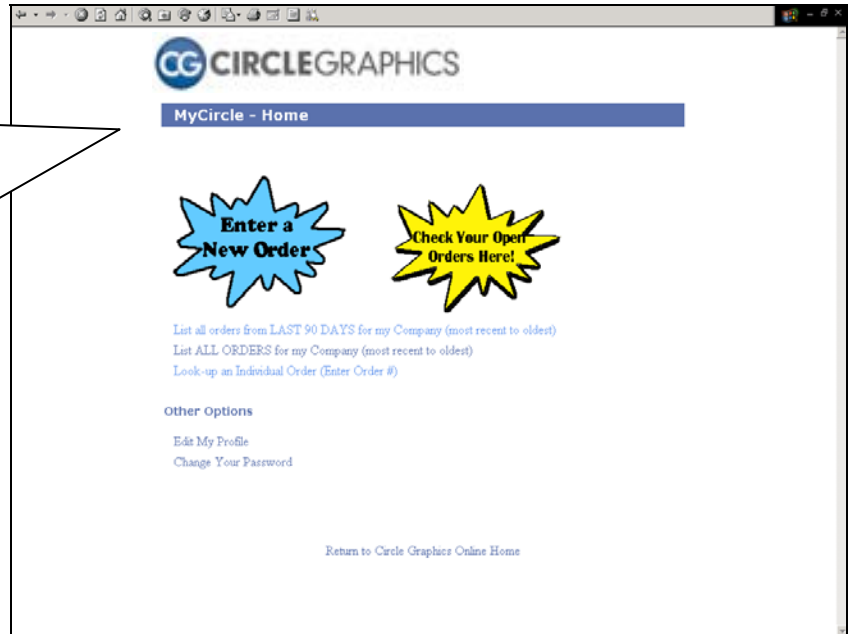 CG CIRCLEGRAPHICS
MyCircle - Home
Enter a
New Order
Check Your Open
Orders Here!
List all orders from LAST 90 DAYS for my Company (most recent to oldest)
List ALL ORDERS for my Company (most recent to oldest)
Look-up an Individual Order (Enter Order #)
Other Options
Edit My Profile
Change Your Password
Return to Circle Graphics Online Home